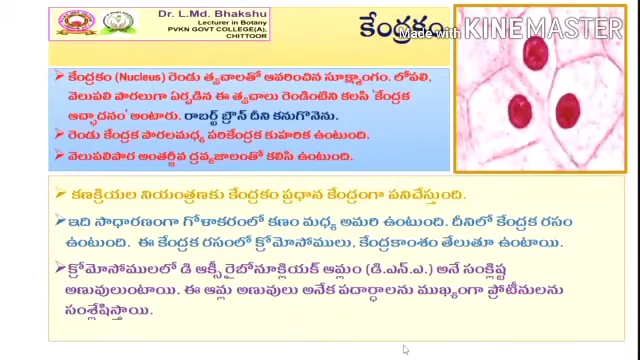 Dr. L.Md. Bhakshu
Lecturer in Botany
PVKN GOVT COLLEGE(A),
CHITTOOR
కేంద్రకం
Made with KINEMASTER
కేంద్రకం (Nucleus) రెండు త్వచాలతో ఆవరించిన సూక్ష్మాంగం. లోపలి,
వెలుపలి పొరలుగా ఏర్పడిన ఈ త్వచాలు రెండింటిని కలసి 'కేంద్రక
ఆచ్ఛాదనం' అంటారు. రాబర్ట్ బ్రౌన్ దీని కనుగొనెను.
రెండు కేంద్రక పొరలమధ్య పరికేంద్రక కుహరిక ఉంటుంది.
వెలుపలిపొర అంతర్జీవ ద్రవ్యజాలంతో కలిసి ఉంటుంది.
కణక్రియల నియంత్రణకు కేంద్రకం ప్రధాన కేంద్రంగా పనిచేస్తుంది.
ఇది సాధారణంగా గోళాకారంలో కణం మధ్య అమరి ఉంటుంది. దీనిలో కేంద్రక రసం
ఉంటుంది. ఈ కేంద్రక రసంలో క్రోమోసోములు, కేంద్రకాంశం తేలుతూ ఉంటాయి.
క్రోమోసోములలో డి ఆక్సీ రైబోనూక్లియక్ ఆమ్లం (డి.ఎన్.ఎ) అనే సంక్లిష్ట
అణువులుంటాయి. ఈ ఆమ్ల అణువులు అనేక పదార్ధాలను ముఖ్యంగా ప్రోటీనులను
సంశ్లేషిస్తాయి.